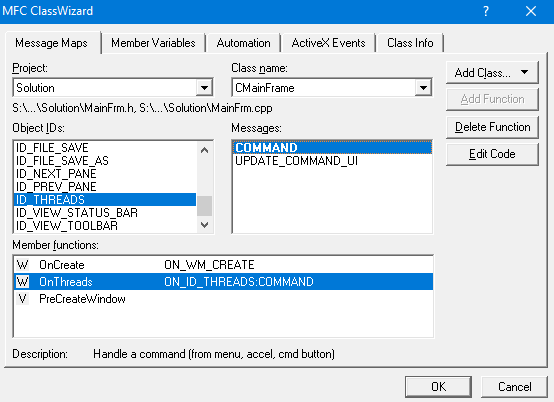 MFC ClassWizard
Message Maps Member Variables Automation ActiveX Events Class Info
Project: Class name:
Solution CMainFrame Add Class...
S:\...\Solution\MainFrm.h, S:\...\Solution\MainFrm.cpp Add Function
Object IDs: Messages: Delete Function
ID_FILE_SAVE COMMAND Edit Code
ID_FILE_SAVE_AS UPDATE_COMMAND_UI
ID_NEXT_PANE
ID_PREV_PANE
ID_THREADS
ID_VIEW_STATUS_BAR
ID_VIEW_TOOLBAR
Member functions:
W OnCreate ON_WM_CREATE
W OnThreads ON_ID_THREADS:COMMAND
V PreCreateWindow
Description: Handle a command (from menu, accel, cmd button)
OK Cancel